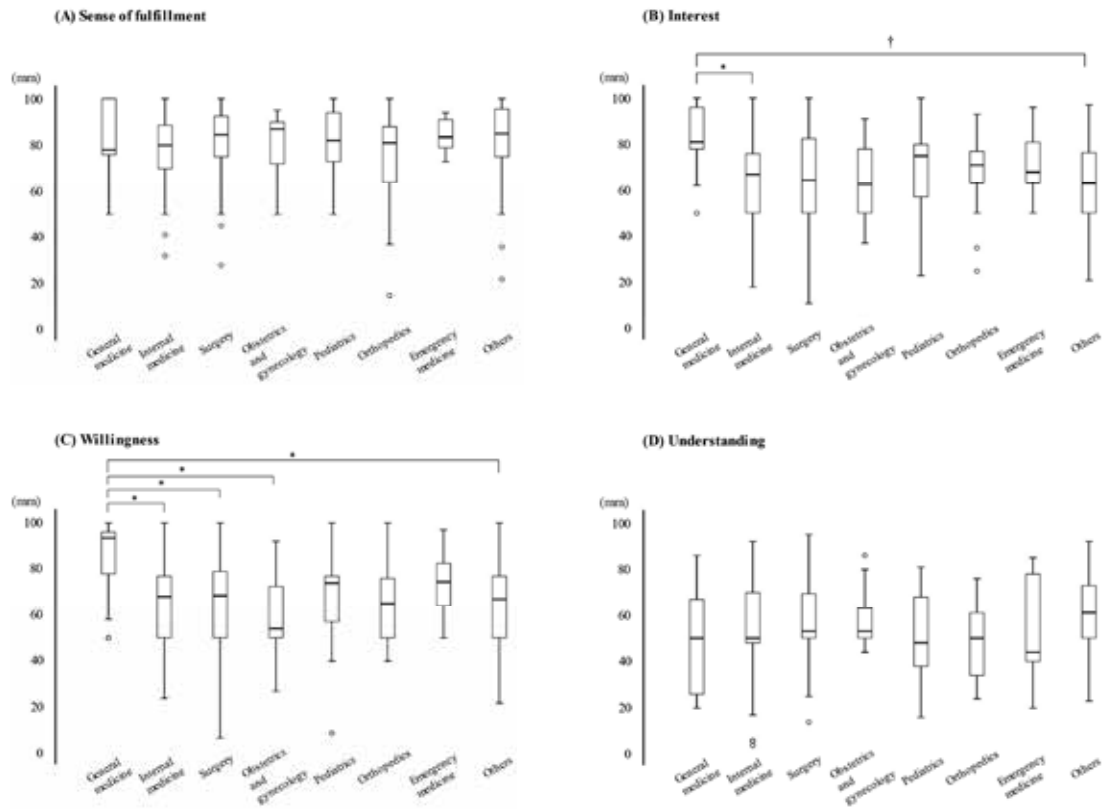 (A) Sense of fulfillment
(mm)
100
80
60
40
20
0
General
medicine
Internal
medicine
Surgery
Obstetrics
and
gynecology
Pediatrics
Orthopedics
Emergency
medicine
Others
(B) Interest
†
*
(mm)
100
80
60
40
20
0
General
medicine
Internal
medicine
Surgery
Obstetrics
and
gynecology
Pediatrics
Orthopedics
Emergency
medicine
Others
(C) Willingness
*
*
*
*
(mm)
100
80
60
40
20
0
General
medicine
Internal
medicine
Surgery
Obstetrics
and
gynecology
Pediatrics
Orthopedics
Emergency
medicine
Others
(D) Understanding
(mm)
100
80
60
40
20
0
General
medicine
Internal
medicine
Surgery
Obstetrics
and
gynecology
Pediatrics
Orthopedics
Emergency
medicine
Others